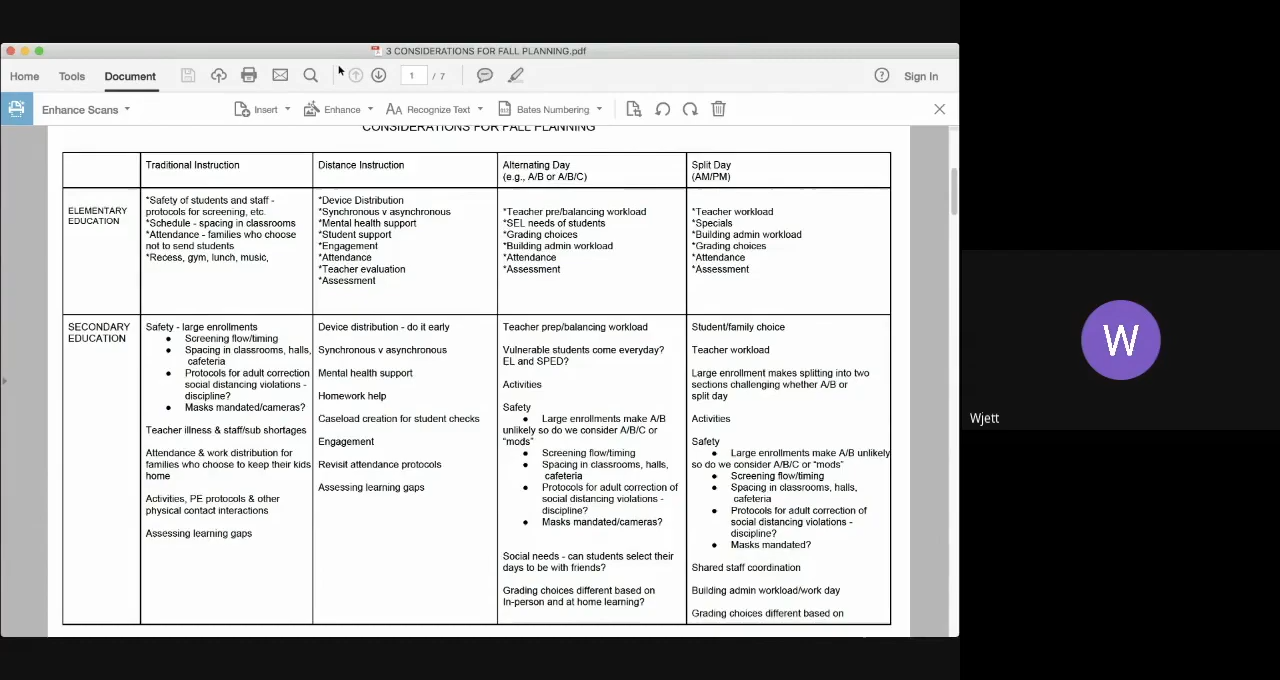 3 CONSIDERATIONS FOR FALL PLANNING.pdf
Home
Tools
Document
1 / 7
Sign In
Enhance Scans
Insert
Enhance
Recognize Text
Bates Numbering
CONSIDERATIONS FOR FALL PLANNING
Traditional Instruction
Distance Instruction
Alternating Day
(e.g., A/B or A/B/C)
Split Day
(AM/PM)
ELEMENTARY
EDUCATION
*Safety of students and staff -
protocols for screening, etc.
*Schedule - spacing in classrooms
*Attendance - families who choose
not to send students
*Recess, gym, lunch, music,
*Device Distribution
*Synchronous v asynchronous
*Mental health support
*Student support
*Engagement
*Attendance
*Teacher evaluation
*Assessment
*Teacher pre/balancing workload
*SEL needs of students
*Grading choices
*Building admin workload
*Attendance
*Assessment
*Teacher workload
*Specials
*Building admin workload
*Grading choices
*Attendance
*Assessment
SECONDARY
EDUCATION
Safety - large enrollments
● Screening flow/timing
● Spacing in classrooms, halls,
cafeteria
● Protocols for adult correction
social distancing violations -
discipline?
● Masks mandated/cameras?
Teacher illness & staff/sub shortages
Attendance & work distribution for
families who choose to keep their kids
home
Activities, PE protocols & other
physical contact interactions
Assessing learning gaps
Device distribution - do it early
Synchronous v asynchronous
Mental health support
Homework help
Caseload creation for student checks
Engagement
Revisit attendance protocols
Assessing learning gaps
Teacher prep/balancing workload
Vulnerable students come everyday?
EL and SPED?
Activities
Safety
● Large enrollments make A/B
unlikely so do we consider A/B/C or
"mods"
● Screening flow/timing
● Spacing in classrooms, halls,
cafeteria
● Protocols for adult correction of
social distancing violations -
discipline?
● Masks mandated/cameras?
Social needs - can students select their
days to be with friends?
Grading choices different based on
In-person and at home learning?
Student/family choice
Teacher workload
Large enrollment makes splitting into two
sections challenging whether A/B or
split day
Activities
Safety
● Large enrollments make A/B unlikely
so do we consider A/B/C or "mods"
● Screening flow/timing
● Spacing in classrooms, halls,
cafeteria
● Protocols for adult correction of
social distancing violations -
discipline?
● Masks mandated?
Shared staff coordination
Building admin workload/work day
Grading choices different based on
W
Wjett